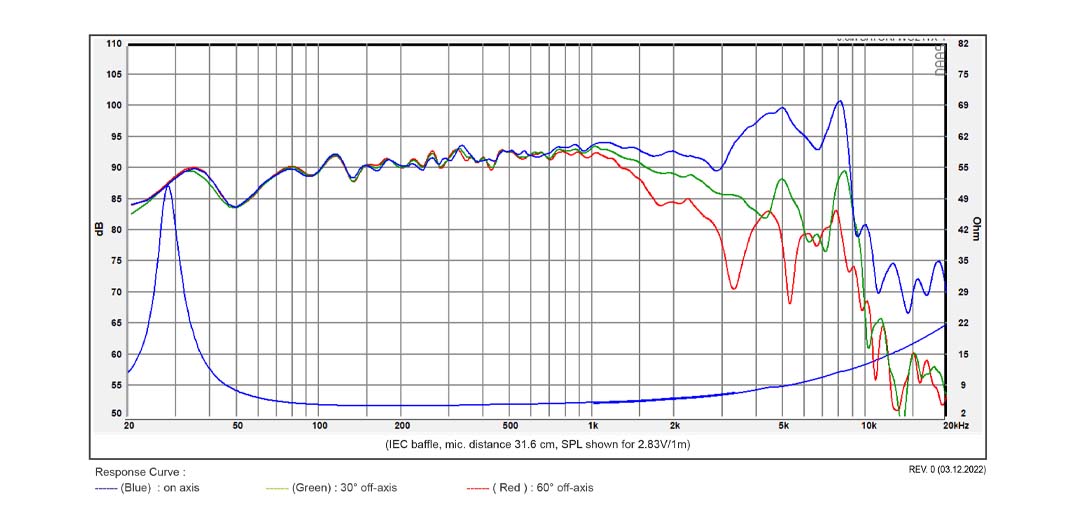 110 82
105 75
100 69
95 62
90 55
85 49
80 42
75 35
70 29
65 22
60 15
55 9
50 2
dB
Ohm
20 50 100 200 500 1k 2k 5k 10k 20kHz
(IEC baffle, mic. distance 31.6 cm, SPL shown for 2.83V/1m)
REV. 0 (03.12.2022)
Response Curve :
(Blue) : on axis (Green) : 30° off-axis ( Red ) : 60° off-axis